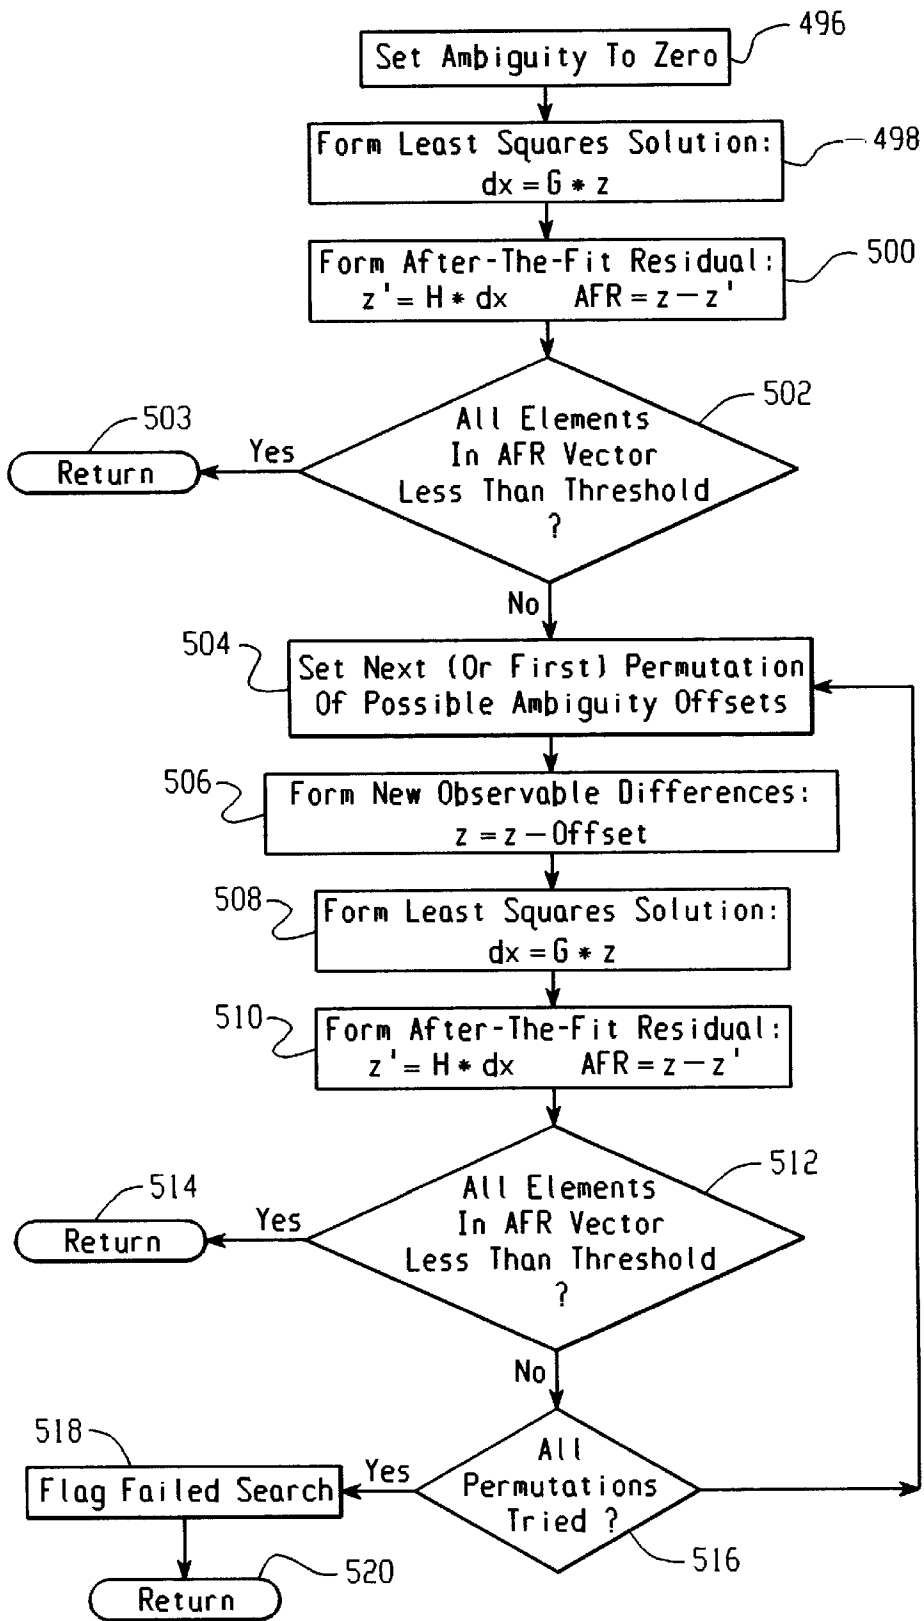 496
Set Ambiguity To Zero
498
Form Least Squares Solution:
dx = G * z
500
Form After-The-Fit Residual:
z' = H * dx AFR = z - z'
502
All Elements
In AFR Vector
Less Than Threshold
?
503
Yes
Return
No
504
Set Next (Or First) Permutation
Of Possible Ambiguity Offsets
506
Form New Observable Differences:
z = z - Offset
508
Form Least Squares Solution:
dx = G * z
510
Form After-The-Fit Residual:
z' = H * dx AFR = z - z'
512
All Elements
In AFR Vector
Less Than Threshold
?
514
Yes
Return
No
518
All
Permutations
Tried ?
Yes
Flag Failed Search
516
520
Return